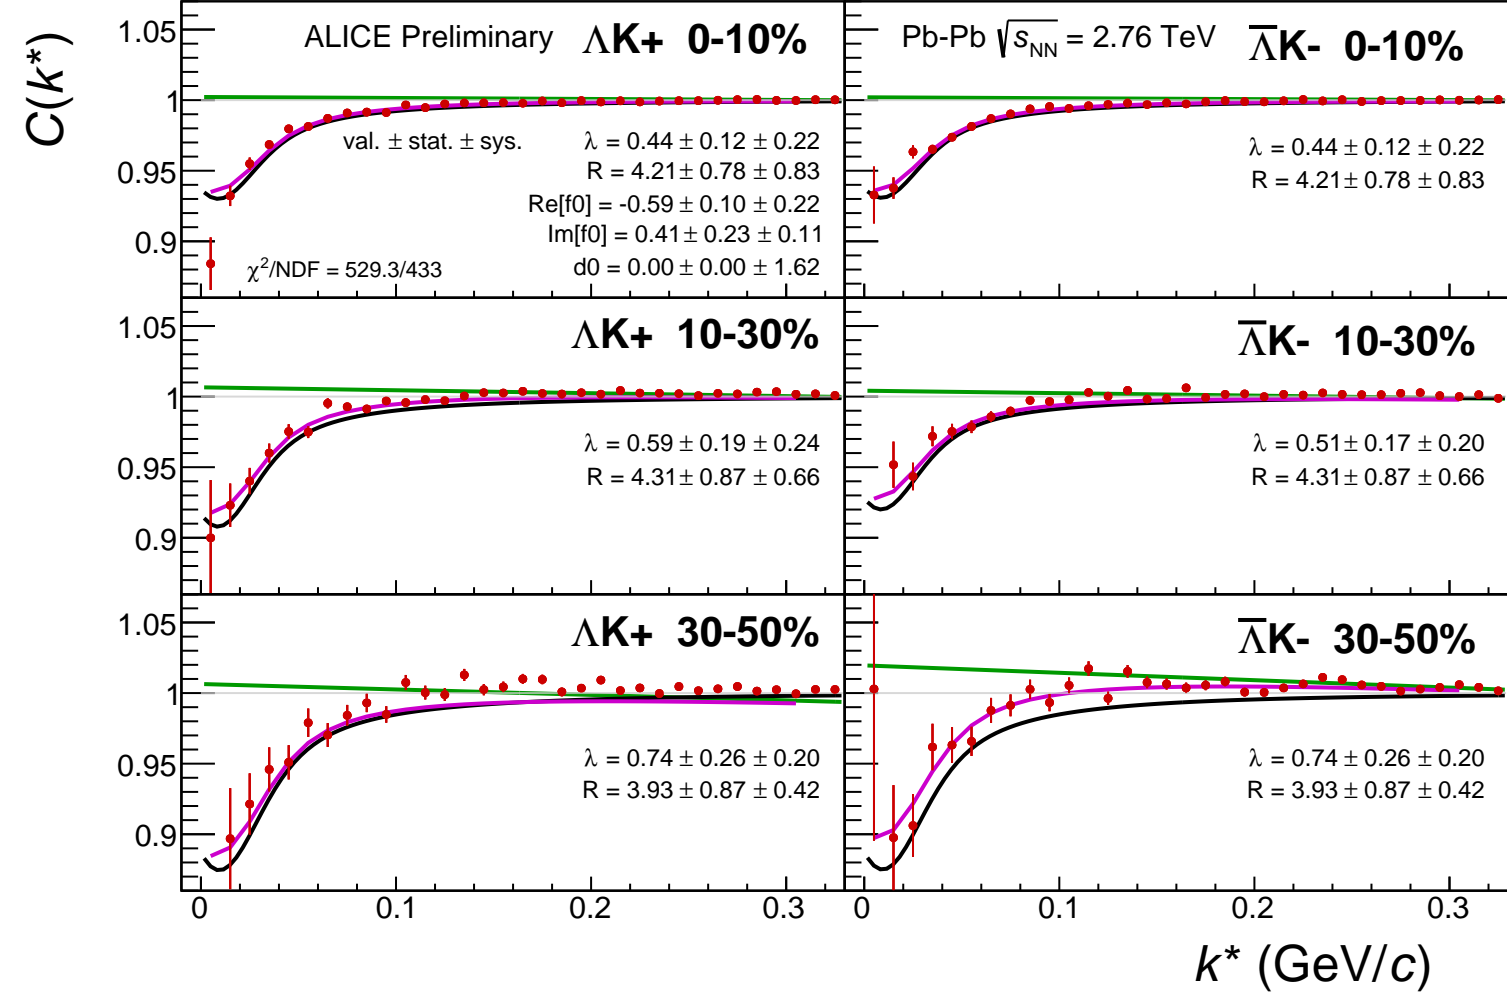 C(k*)
ALICE Preliminary ΛK+ 0-10%
1.05
1
0.95
0.9
val. ± stat. ± sys.
λ = 0.44 ± 0.12 ± 0.22
R = 4.21 ± 0.78 ± 0.83
Re[f0] = -0.59 ± 0.10 ± 0.22
Im[f0] = 0.41 ± 0.23 ± 0.11
d0 = 0.00 ± 0.00 ± 1.62
χ²/NDF = 529.3/433
Pb-Pb √sNN = 2.76 TeV Λ̅K- 0-10%
λ = 0.44 ± 0.12 ± 0.22
R = 4.21 ± 0.78 ± 0.83
ΛK+ 10-30%
1.05
1
0.95
0.9
λ = 0.59 ± 0.19 ± 0.24
R = 4.31 ± 0.87 ± 0.66
Λ̅K- 10-30%
λ = 0.51 ± 0.17 ± 0.20
R = 4.31 ± 0.87 ± 0.66
ΛK+ 30-50%
1.05
1
0.95
0.9
λ = 0.74 ± 0.26 ± 0.20
R = 3.93 ± 0.87 ± 0.42
Λ̅K- 30-50%
λ = 0.74 ± 0.26 ± 0.20
R = 3.93 ± 0.87 ± 0.42
0 0.1 0.2 0.3
0 0.1 0.2 0.3
k* (GeV/c)